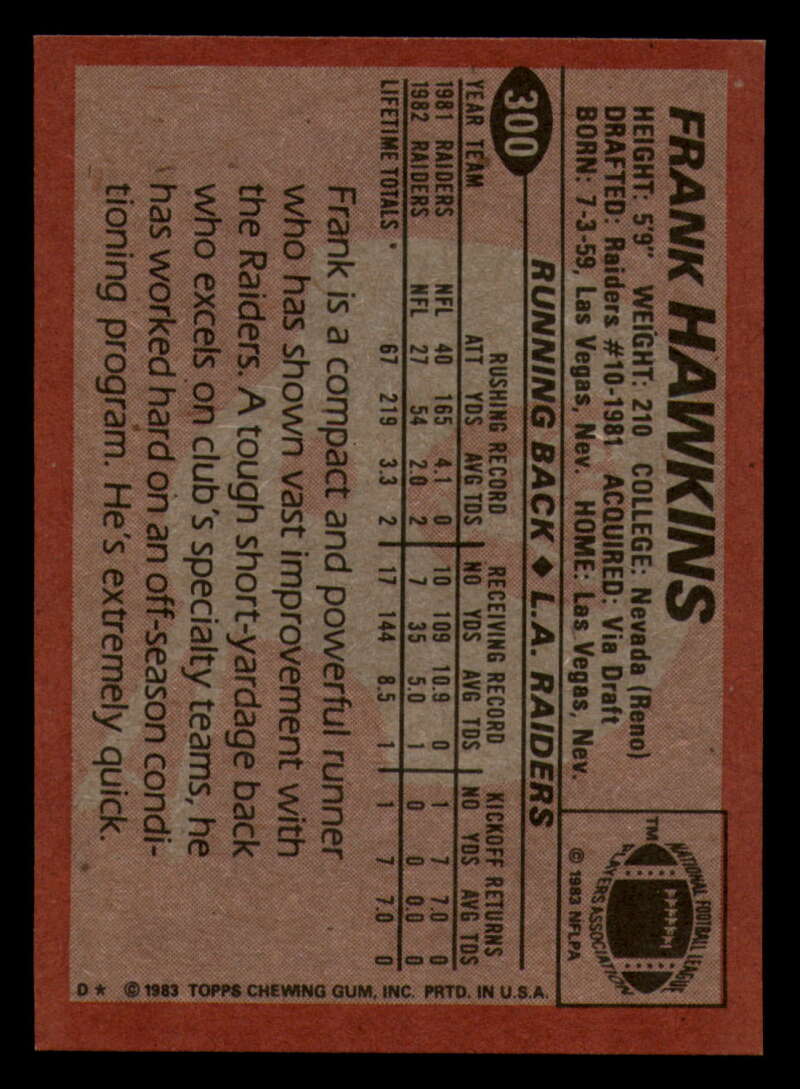 FRANK HAWKINS
HEIGHT: 5'9" WEIGHT: 210 COLLEGE: Nevada (Reno)
DRAFTED: Raiders #10-1981 ACQUIRED: Via Draft
BORN: 7-3-59, Las Vegas, Nev. HOME: Las Vegas, Nev.
NATIONAL FOOTBALL LEAGUE
PLAYERS ASSOCIATION
TM
© 1983 NFLPA
300
RUNNING BACK ♦ L.A. RAIDERS
RUSHING RECORD RECEIVING RECORD KICKOFF RETURNS
YEAR TEAM ATT YDS AVG TDS NO YDS AVG TDS NO YDS AVG TDS
1981 RAIDERS NFL 40 165 4.1 0 10 109 10.9 0 1 7 7.0 0
1982 RAIDERS NFL 27 54 2.0 2 7 35 5.0 1 0 0 0.0 0
LIFETIME TOTALS 67 219 3.3 2 17 144 8.5 1 1 7 7.0 0
Frank is a compact and powerful runner
who has shown vast improvement with
the Raiders. A tough short-yardage back
who excels on club's specialty teams, he
has worked hard on an off-season condi-
tioning program. He's extremely quick.
D* © 1983 TOPPS CHEWING GUM, INC. PRTD. IN U.S.A.